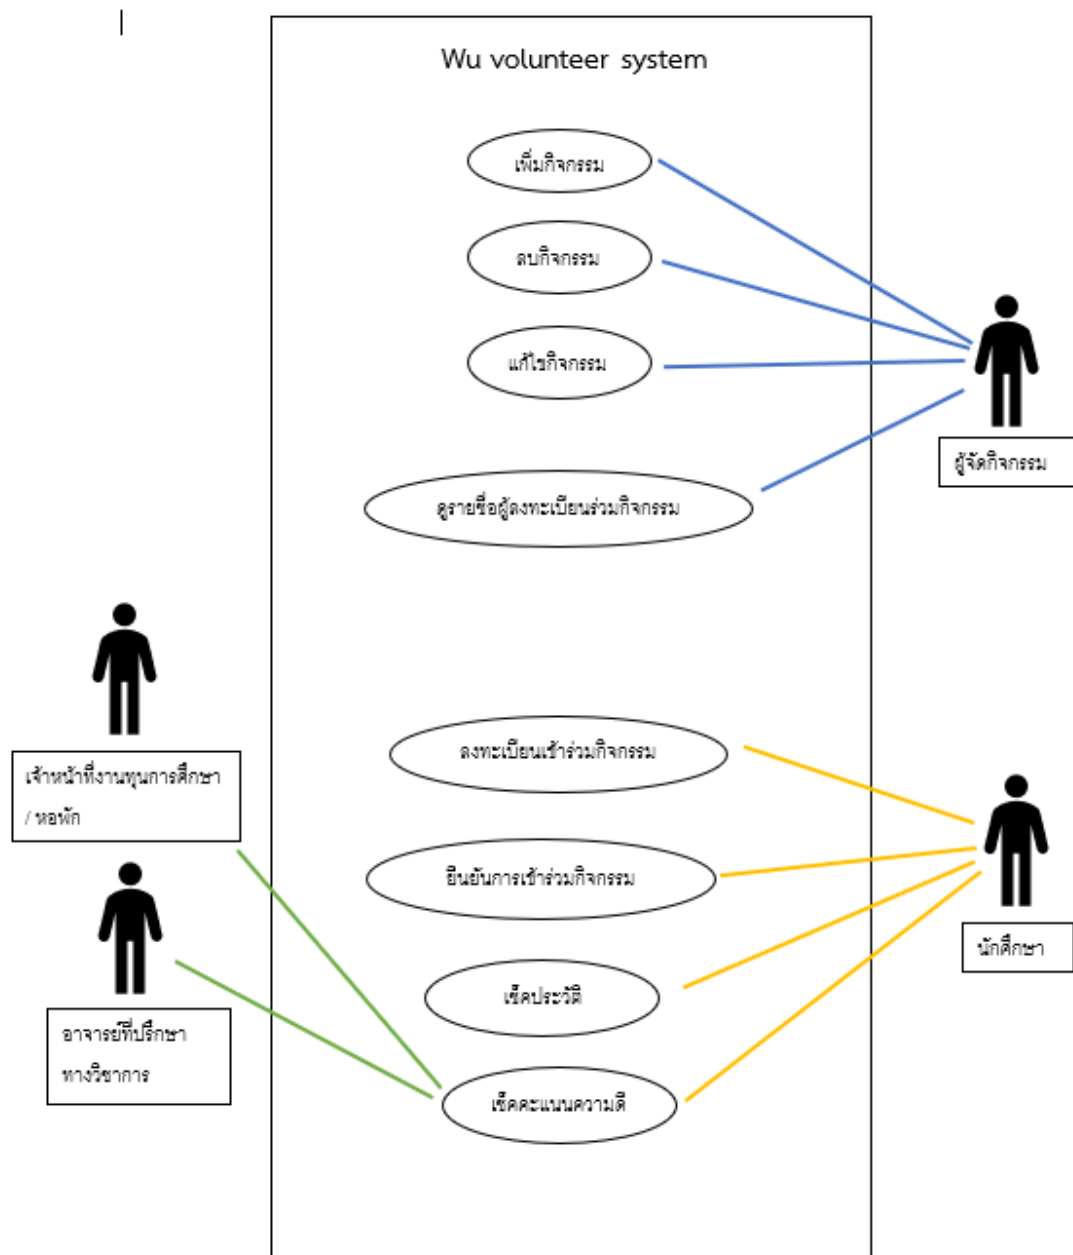 Wu volunteer system
เพิ่มกิจกรรม
ลบกิจกรรม
แก้ไขกิจกรรม
ผู้จัดกิจกรรม
ดูรายชื่อผู้ลงทะเบียนร่วมกิจกรรม
ลงทะเบียนเข้าร่วมกิจกรรม
เจ้าหน้าที่งานทุนการศึกษา
/ หอพัก
ยืนยันการเข้าร่วมกิจกรรม
นักศึกษา
เช็คประวัติ
อาจารย์ที่ปรึกษา
ทางวิชาการ
เช็คคะแนนความดี